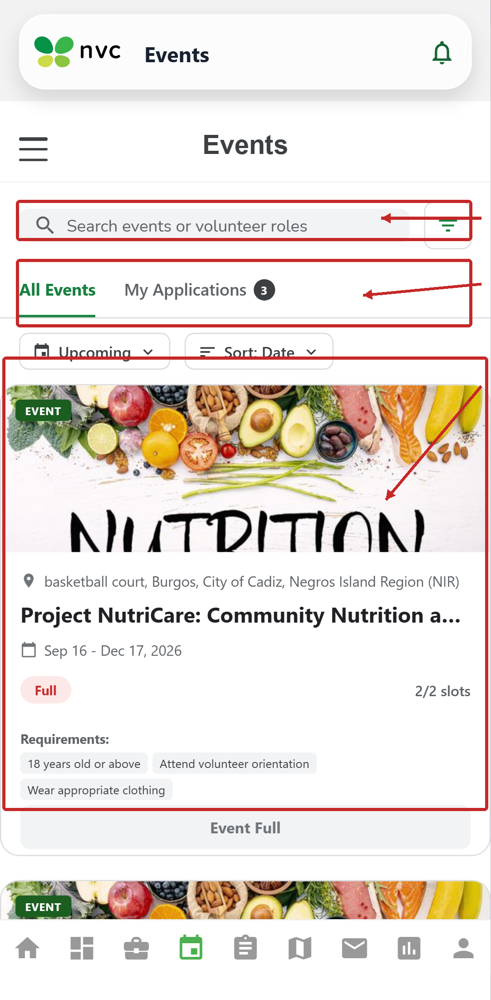 nvc Events
Events
Search events or volunteer roles
All Events My Applications 3
Upcoming Sort: Date
EVENT
NUTRITION
basketball court, Burgos, City of Cadiz, Negros Island Region (NIR)
Project NutriCare: Community Nutrition a...
Sep 16 - Dec 17, 2026
Full 2/2 slots
Requirements:
18 years old or above Attend volunteer orientation
Wear appropriate clothing
Event Full
EVENT